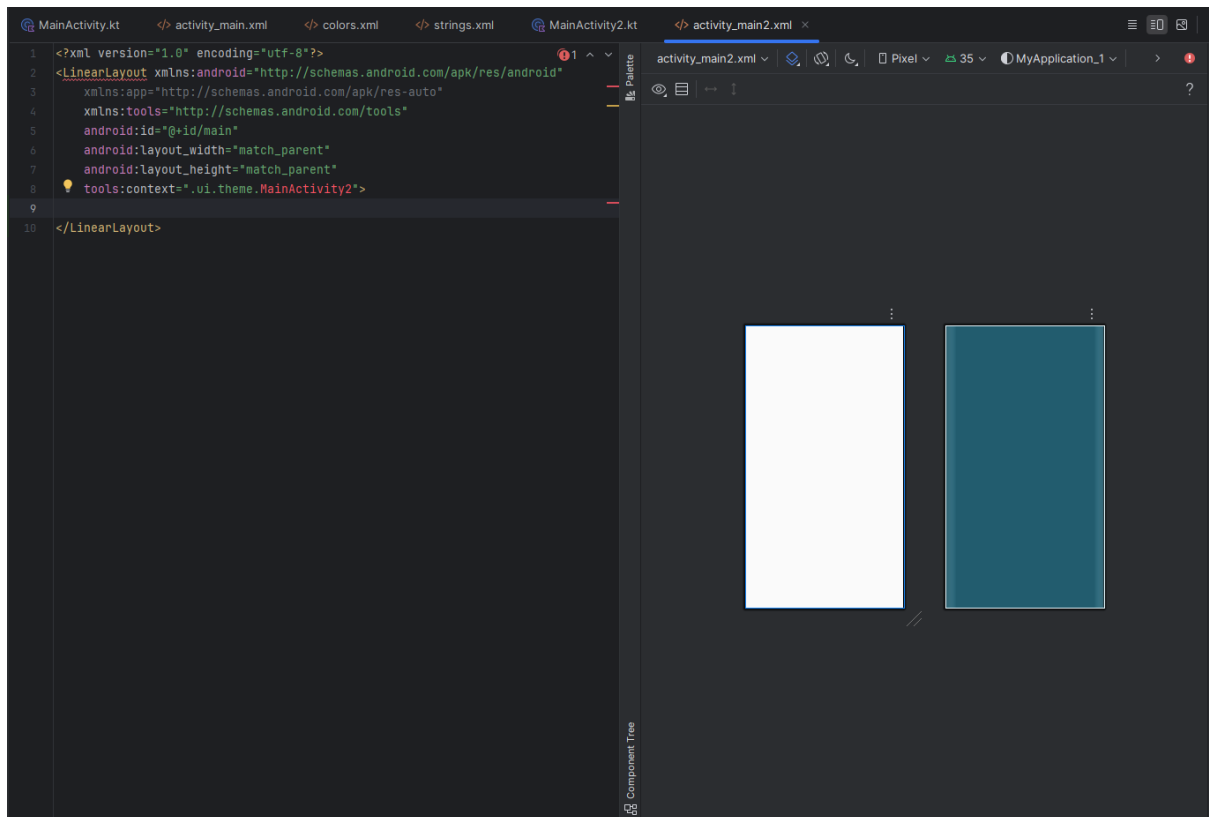 MainActivity.kt </> activity_main.xml </> colors.xml </> strings.xml MainActivity2.kt </> activity_main2.xml ×
1 <?xml version="1.0" encoding="utf-8"?> 1
2 <LinearLayout xmlns:android="http://schemas.android.com/apk/res/android"
3 xmlns:app="http://schemas.android.com/apk/res-auto"
4 xmlns:tools="http://schemas.android.com/tools"
5 android:id="@+id/main"
6 android:layout_width="match_parent"
7 android:layout_height="match_parent"
8 tools:context=".ui.theme.MainActivity2">
9
10 </LinearLayout>
Palette
Component Tree
activity_main2.xml Pixel 35 MyApplication_1
?